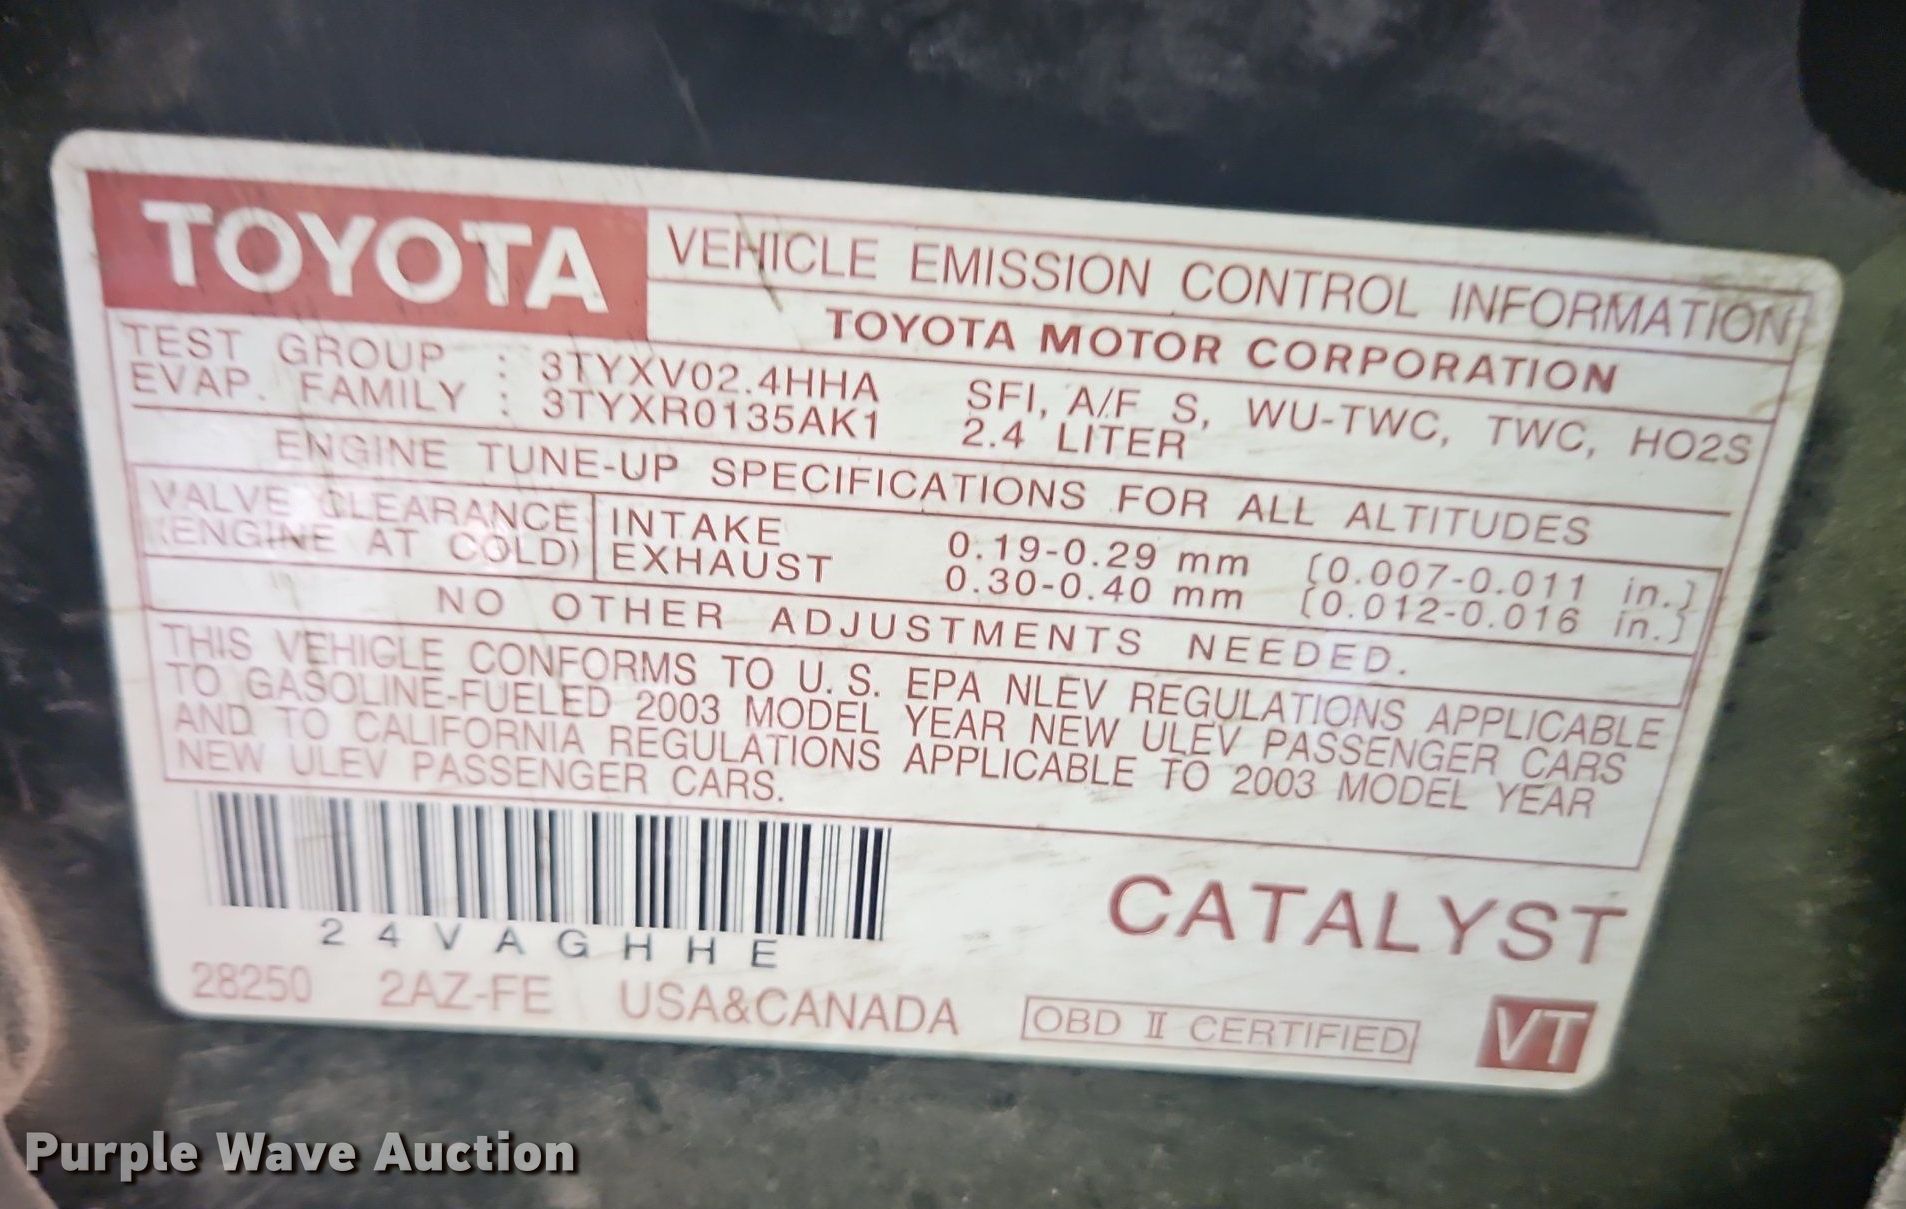 TOYOTA VEHICLE EMISSION CONTROL INFORMATION
TOYOTA MOTOR CORPORATION
TEST GROUP : 3TYXV02.4HHA SFI, A/F S, WU-TWC, TWC, HO2S
EVAP. FAMILY : 3TYXR0135AK1 2.4 LITER
ENGINE TUNE-UP SPECIFICATIONS FOR ALL ALTITUDES
VALVE CLEARANCE INTAKE 0.19-0.29 mm [0.007-0.011 in.]
(ENGINE AT COLD) EXHAUST 0.30-0.40 mm [0.012-0.016 in.]
NO OTHER ADJUSTMENTS NEEDED.
THIS VEHICLE CONFORMS TO U.S. EPA NLEV REGULATIONS APPLICABLE
TO GASOLINE-FUELED 2003 MODEL YEAR NEW ULEV PASSENGER CARS
AND TO CALIFORNIA REGULATIONS APPLICABLE TO 2003 MODEL YEAR
NEW ULEV PASSENGER CARS.
24VAGHHE
CATALYST
28250 2AZ-FE USA&CANADA OBD II CERTIFIED VT
Purple Wave Auction